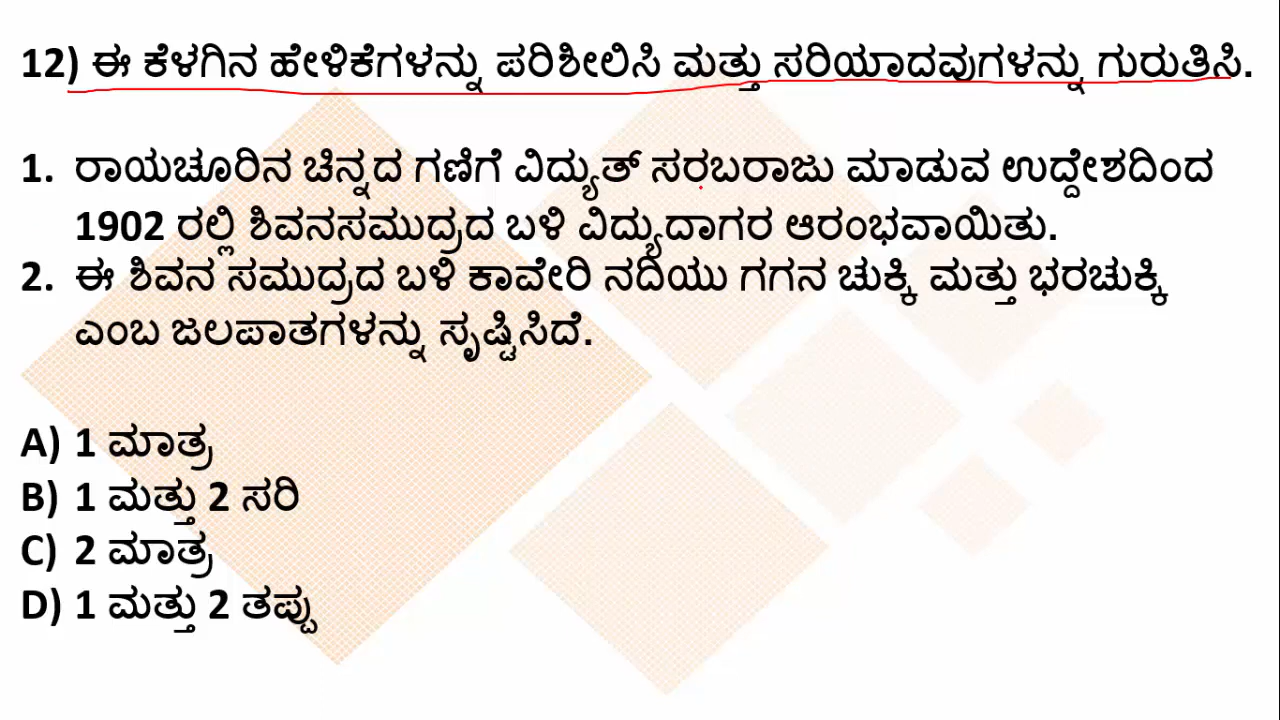 12) ಈ ಕೆಳಗಿನ ಹೇಳಿಕೆಗಳನ್ನು ಪರಿಶೀಲಿಸಿ ಮತ್ತು ಸರಿಯಾದವುಗಳನ್ನು ಗುರುತಿಸಿ.
1. ರಾಯಚೂರಿನ ಚಿನ್ನದ ಗಣಿಗೆ ವಿದ್ಯುತ್ ಸರಬರಾಜು ಮಾಡುವ ಉದ್ದೇಶದಿಂದ
1902 ರಲ್ಲಿ ಶಿವನಸಮುದ್ರದ ಬಳಿ ವಿದ್ಯುದಾಗರ ಆರಂಭವಾಯಿತು.
2. ಈ ಶಿವನ ಸಮುದ್ರದ ಬಳಿ ಕಾವೇರಿ ನದಿಯು ಗಗನ ಚುಕ್ಕಿ ಮತ್ತು ಭರಚುಕ್ಕಿ
ಎಂಬ ಜಲಪಾತಗಳನ್ನು ಸೃಷ್ಟಿಸಿದೆ.
A) 1 ಮಾತ್ರ
B) 1 ಮತ್ತು 2 ಸರಿ
C) 2 ಮಾತ್ರ
D) 1 ಮತ್ತು 2 ತಪ್ಪು